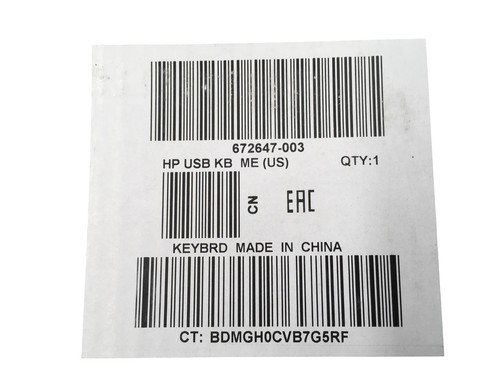 672647-003
HP USB KB ME (US) QTY:1
CN EAC
KEYBRD MADE IN CHINA
CT: BDMGH0CVB7G5RF